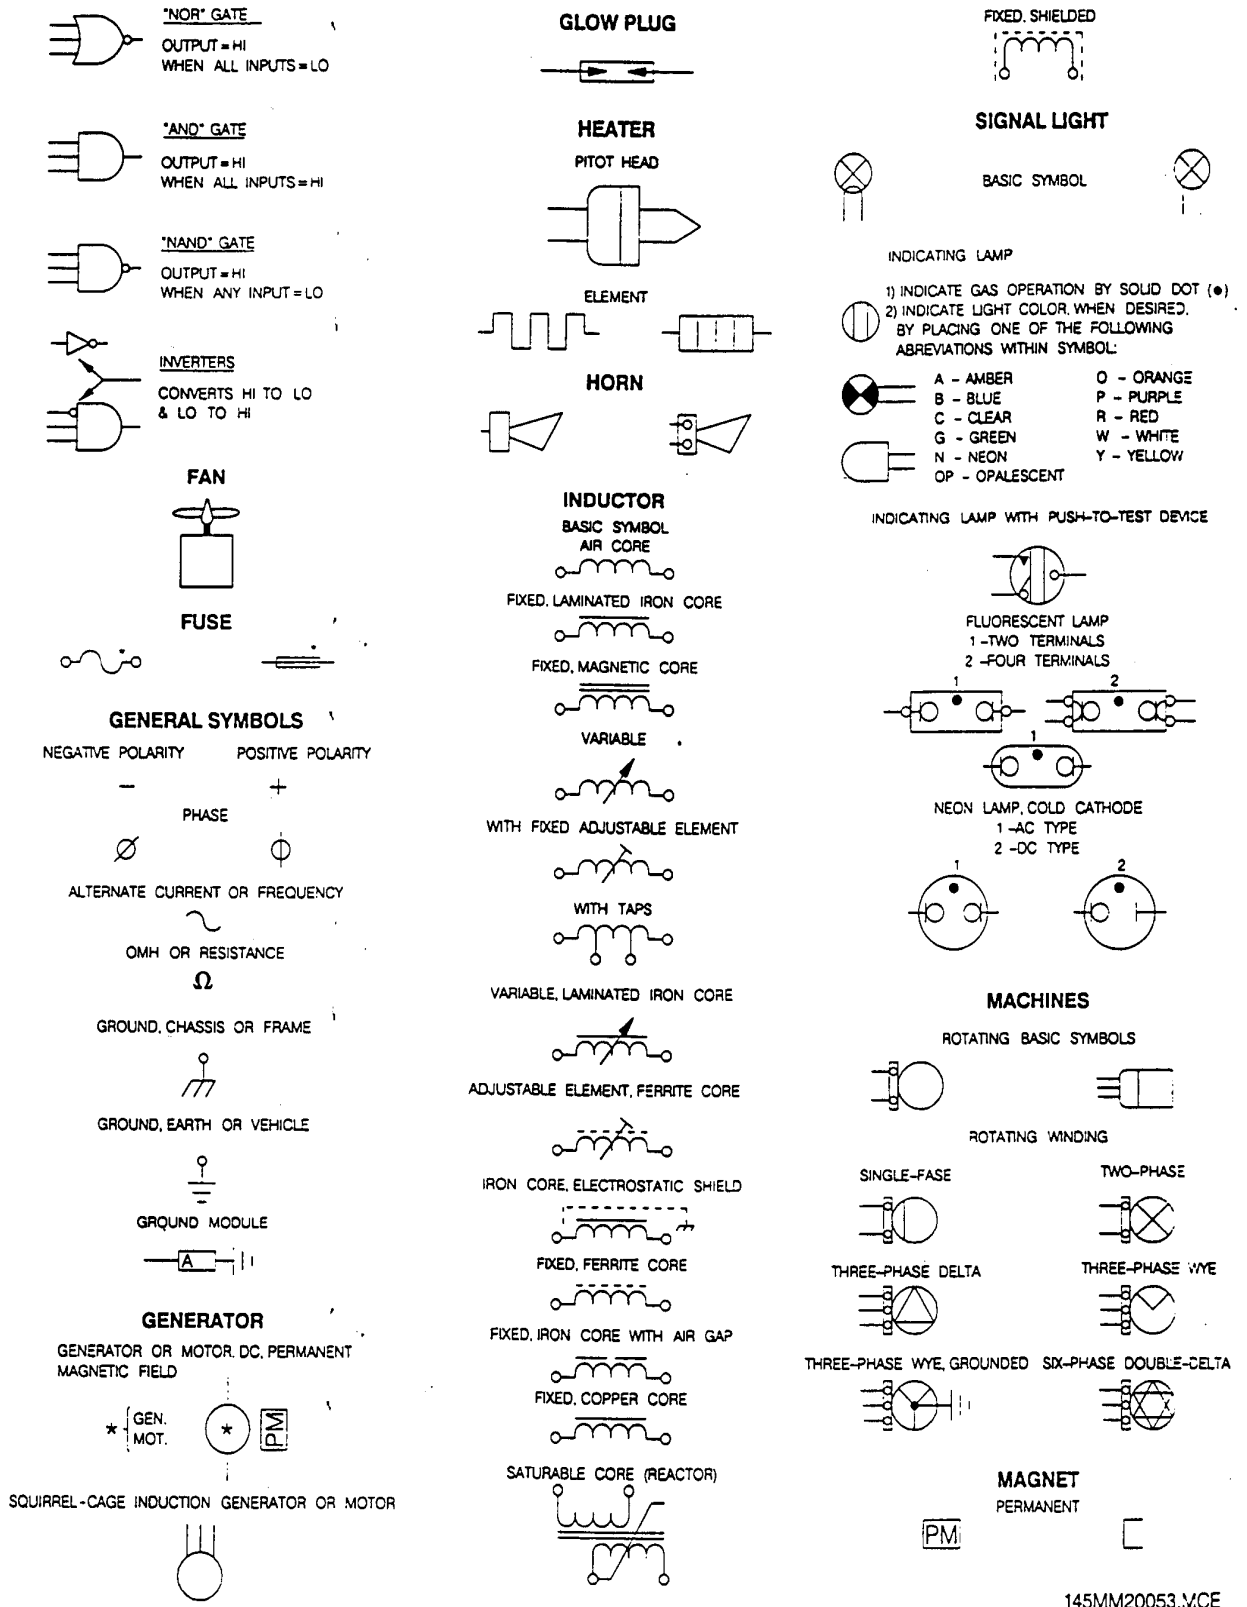 "NOR" GATE
OUTPUT = HI
WHEN ALL INPUTS = LO
"AND" GATE
OUTPUT = HI
WHEN ALL INPUTS = HI
"NAND" GATE
OUTPUT = HI
WHEN ANY INPUT = LO
INVERTERS
CONVERTS HI TO LO
& LO TO HI
FAN
FUSE
GENERAL SYMBOLS
NEGATIVE POLARITY POSITIVE POLARITY
− +
PHASE
ALTERNATE CURRENT OR FREQUENCY
OMH OR RESISTANCE
Ω
GROUND, CHASSIS OR FRAME
GROUND, EARTH OR VEHICLE
GROUND MODULE
A
GENERATOR
GENERATOR OR MOTOR, DC, PERMANENT
MAGNETIC FIELD
* GEN.
MOT.
*
PM
SQUIRREL-CAGE INDUCTION GENERATOR OR MOTOR
GLOW PLUG
HEATER
PITOT HEAD
ELEMENT
HORN
INDUCTOR
BASIC SYMBOL
AIR CORE
FIXED, LAMINATED IRON CORE
FIXED, MAGNETIC CORE
VARIABLE
WITH FIXED ADJUSTABLE ELEMENT
WITH TAPS
VARIABLE, LAMINATED IRON CORE
ADJUSTABLE ELEMENT, FERRITE CORE
IRON CORE, ELECTROSTATIC SHIELD
FIXED, FERRITE CORE
FIXED, IRON CORE WITH AIR GAP
FIXED, COPPER CORE
SATURABLE CORE (REACTOR)
FIXED, SHIELDED
SIGNAL LIGHT
BASIC SYMBOL
INDICATING LAMP
1) INDICATE GAS OPERATION BY SOLID DOT (●)
2) INDICATE LIGHT COLOR, WHEN DESIRED,
BY PLACING ONE OF THE FOLLOWING
ABREVIATIONS WITHIN SYMBOL:
A - AMBER O - ORANGE
B - BLUE P - PURPLE
C - CLEAR R - RED
G - GREEN W - WHITE
N - NEON Y - YELLOW
OP - OPALESCENT
INDICATING LAMP WITH PUSH-TO-TEST DEVICE
FLUORESCENT LAMP
1 -TWO TERMINALS
2 -FOUR TERMINALS
1 2
1
NEON LAMP, COLD CATHODE
1 -AC TYPE
2 -DC TYPE
1 2
MACHINES
ROTATING BASIC SYMBOLS
ROTATING WINDING
SINGLE-FASE TWO-PHASE
THREE-PHASE DELTA THREE-PHASE WYE
THREE-PHASE WYE, GROUNDED SIX-PHASE DOUBLE-DELTA
MAGNET
PERMANENT
PM
145MM20053.MCE